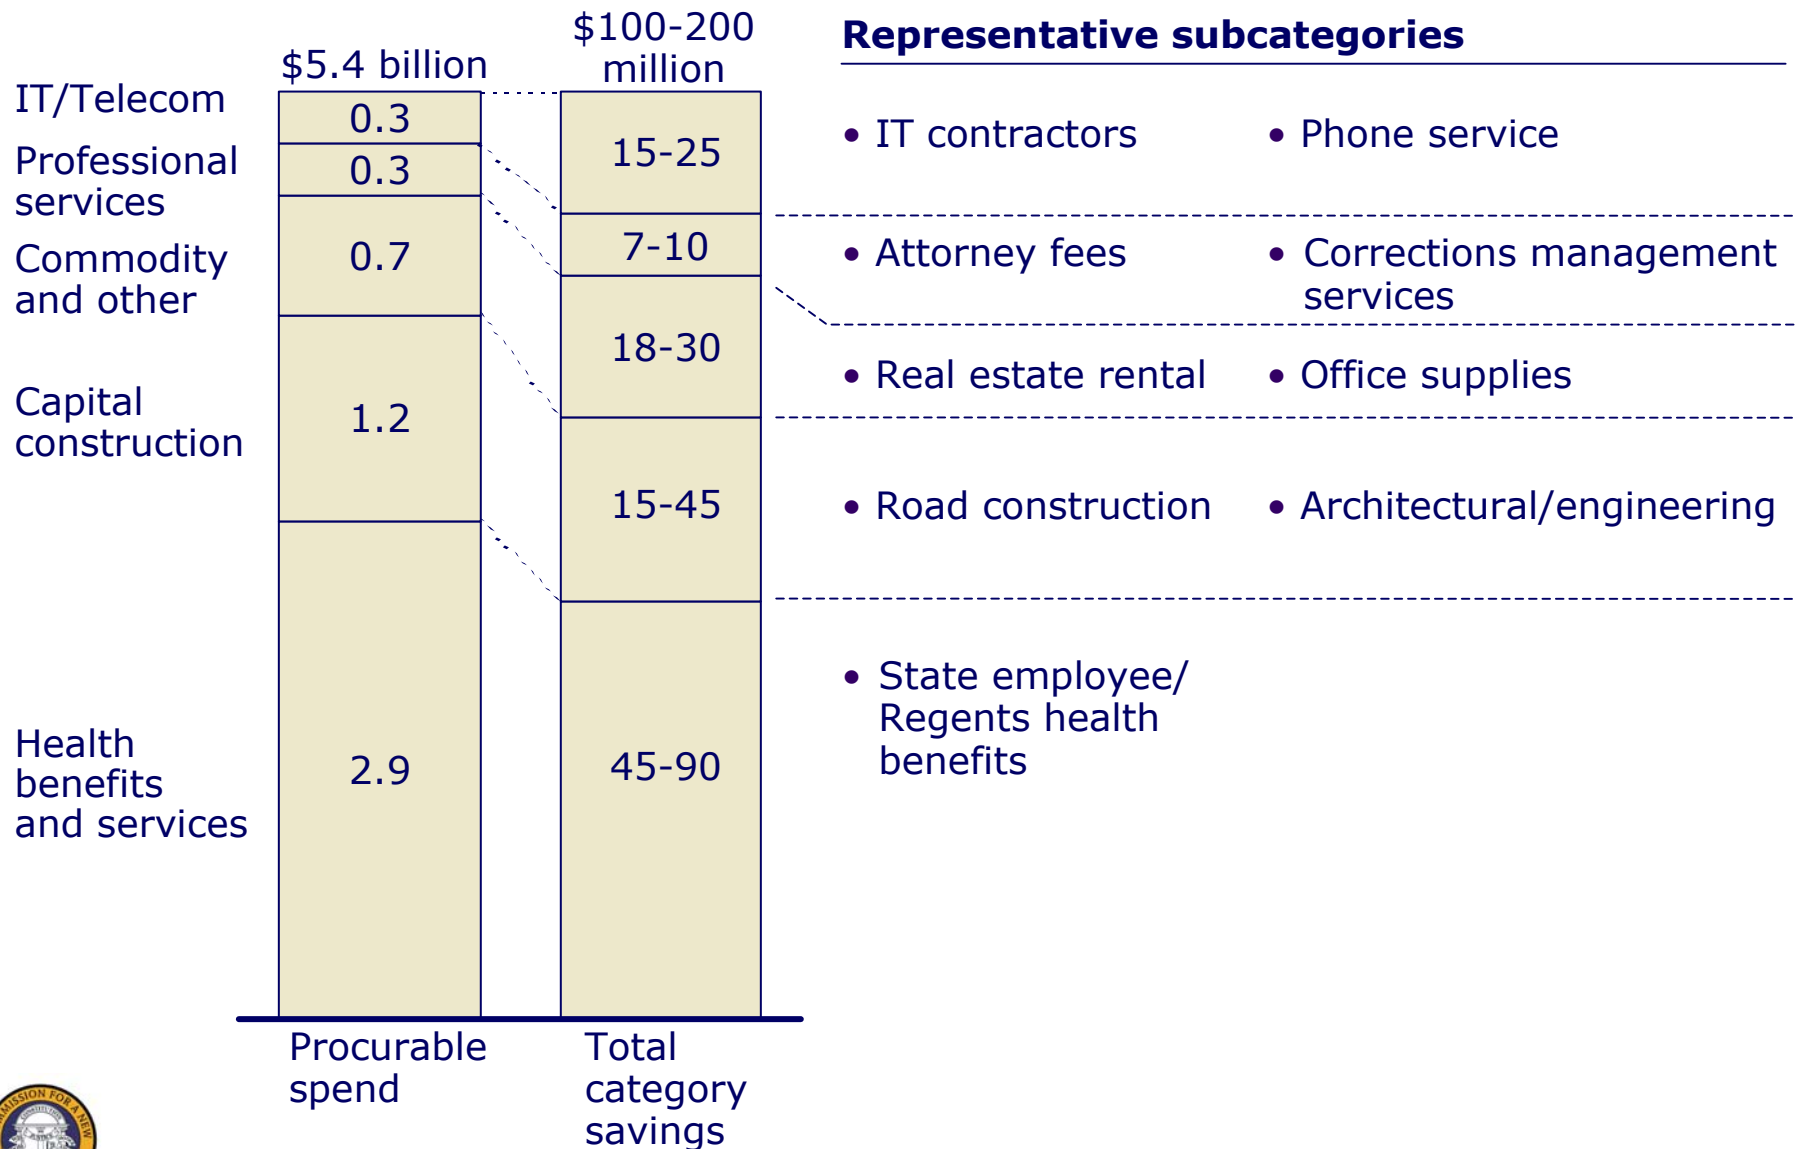 $5.4 billion
$100-200
million
Representative subcategories
IT/Telecom
0.3
15-25
• IT contractors
• Phone service
Professional
services
0.3
7-10
• Attorney fees
• Corrections management
services
Commodity
and other
0.7
18-30
• Real estate rental
• Office supplies
Capital
construction
1.2
15-45
• Road construction
• Architectural/engineering
Health
benefits
and services
2.9
45-90
• State employee/
Regents health
benefits
Procurable
spend
Total
category
savings
MISSION FOR A NEW